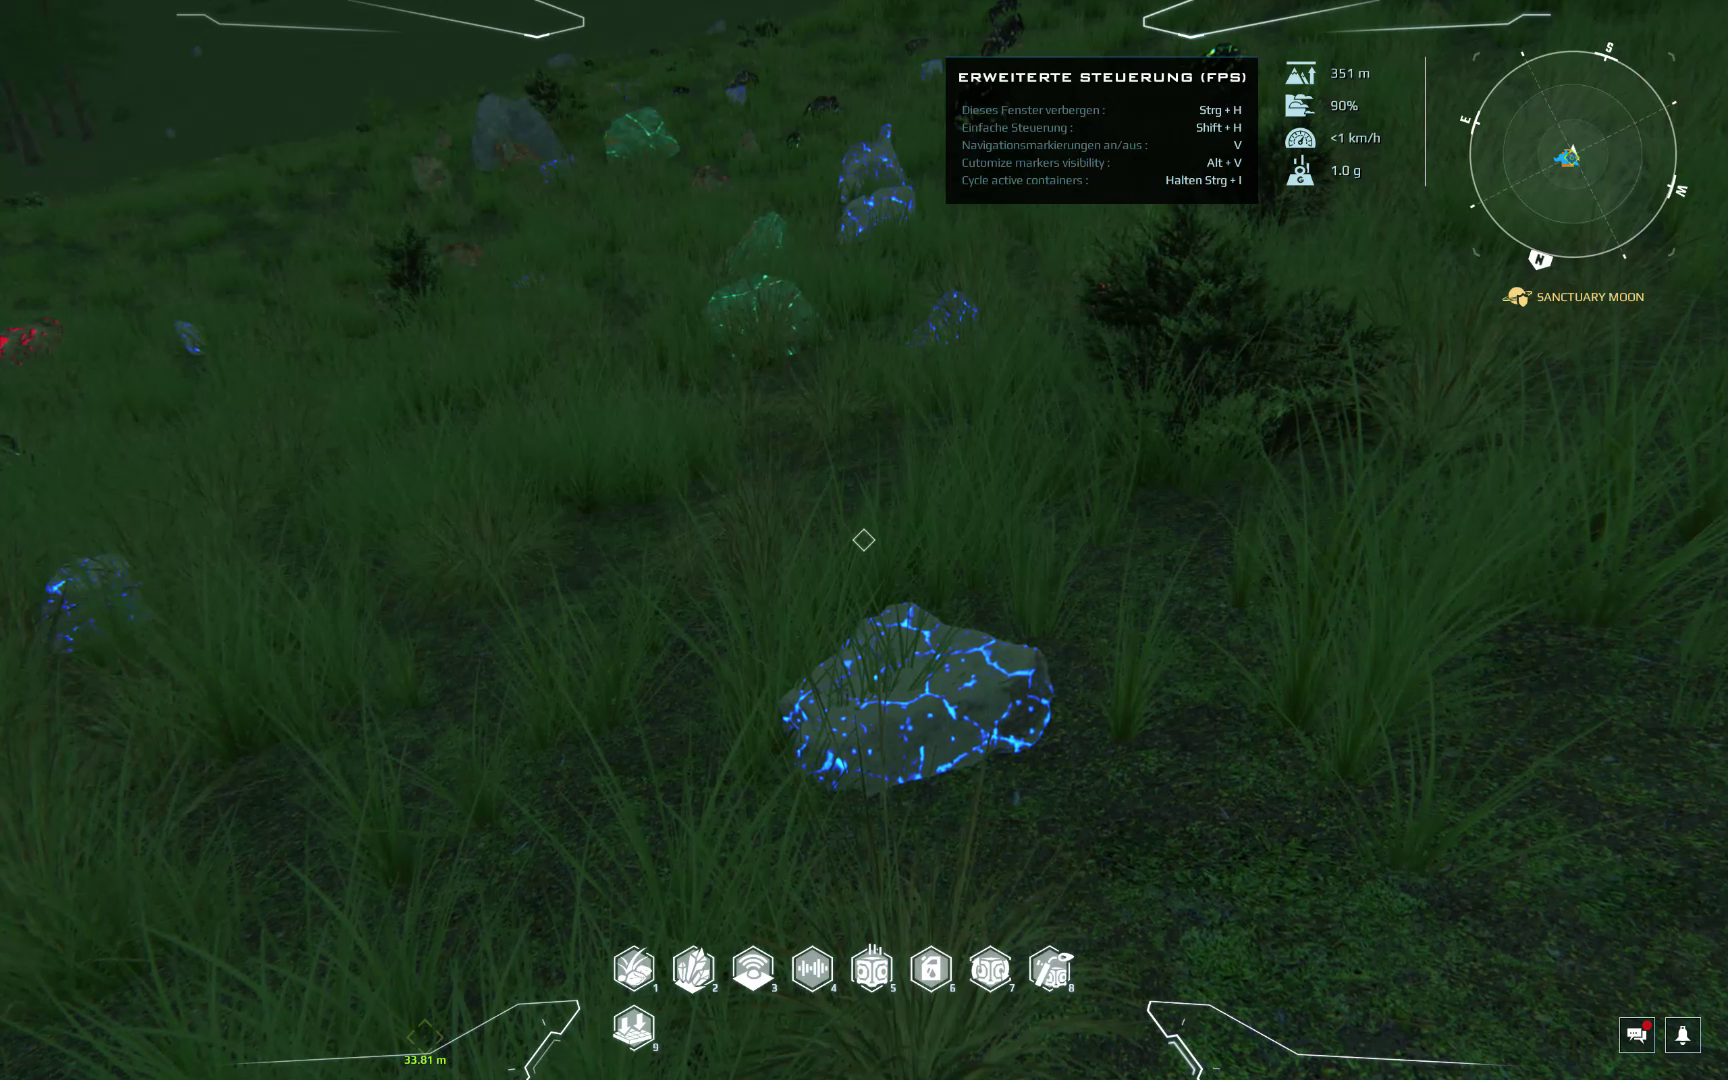 ERWEITERTE STEUERUNG (FPS)
Dieses Fenster verbergen : Strg + H
Einfache Steuerung : Shift + H
Navigationsmarkierungen an/aus : V
Cutomize markers visibility : Alt + V
Cycle active containers : Halten Strg + I
351 m
90%
<1 km/h
G 1.0 g
S
E
W
N
SANCTUARY MOON
1 2 3 4 5 6 7 8
9
33.81 m